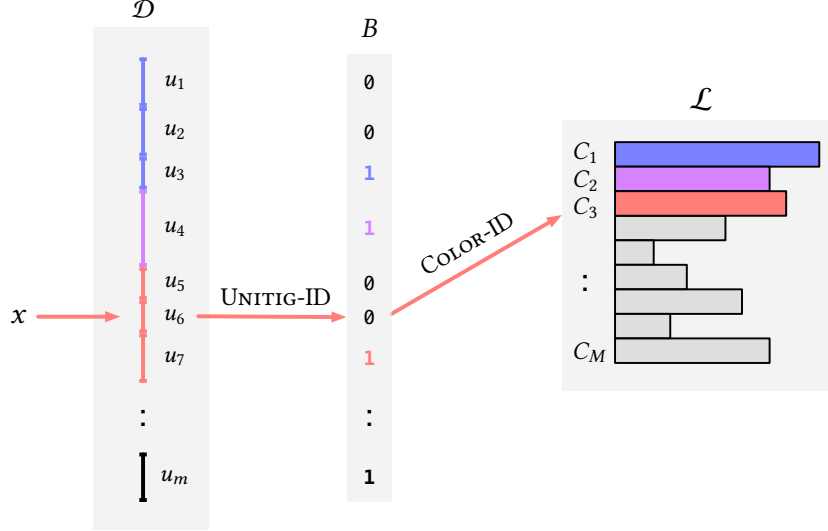 𝒟
u₁
u₂
u₃
u₄
u₅
u₆
u₇
:
uₘ
x
UNITIG-ID
B
0
0
1
1
0
0
1
:
1
COLOR-ID
ℒ
C₁
C₂
C₃
:
C_M